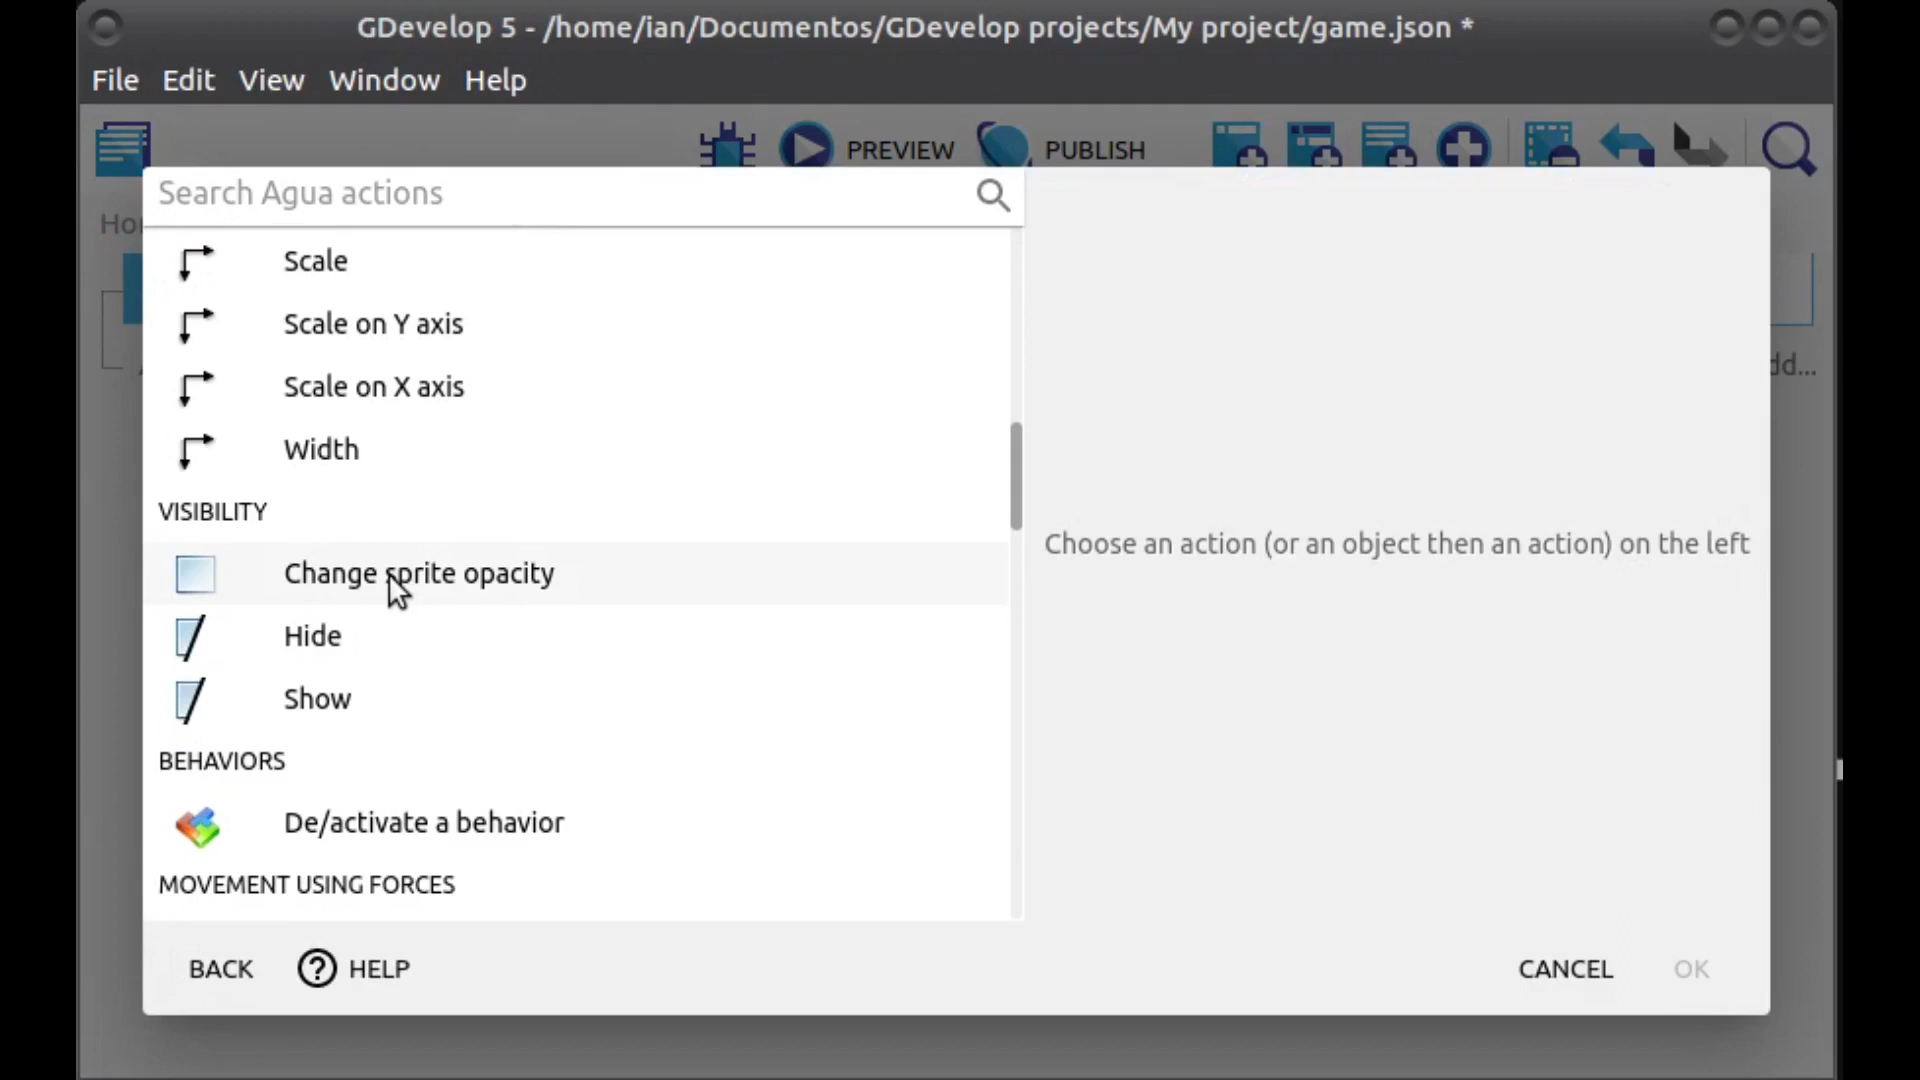 GDevelop 5 - /home/ian/Documentos/GDevelop projects/My project/game.json *
File Edit View Window Help
PREVIEW PUBLISH
Search Agua actions
Scale
Scale on Y axis
Scale on X axis
Width
VISIBILITY
Change sprite opacity
Hide
Show
BEHAVIORS
De/activate a behavior
MOVEMENT USING FORCES
Choose an action (or an object then an action) on the left
BACK HELP CANCEL OK